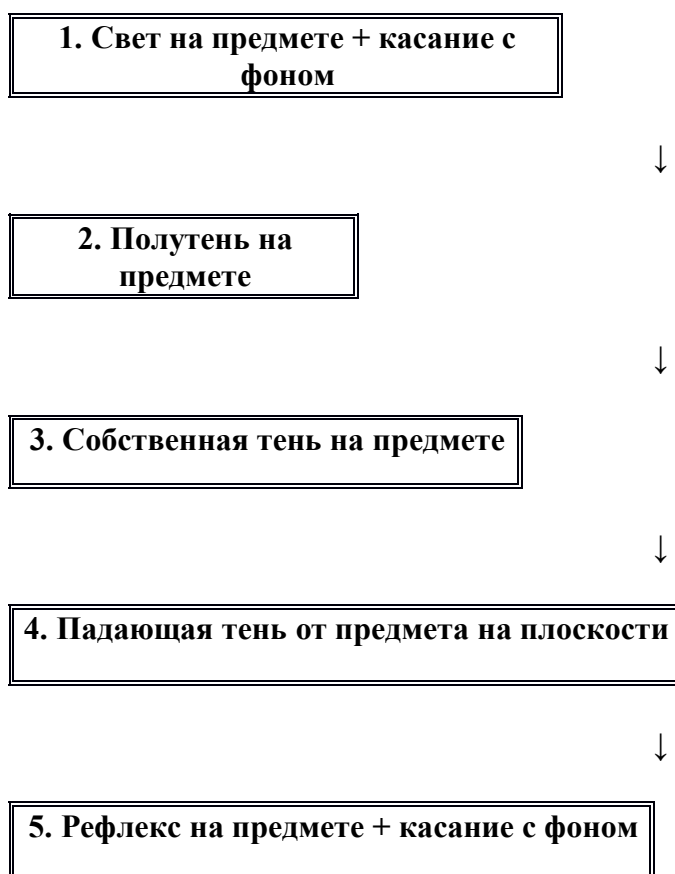 1. Свет на предмете + касание с
фоном
↓
2. Полутень на
предмете
↓
3. Собственная тень на предмете
↓
4. Падающая тень от предмета на плоскости
↓
5. Рефлекс на предмете + касание с фоном